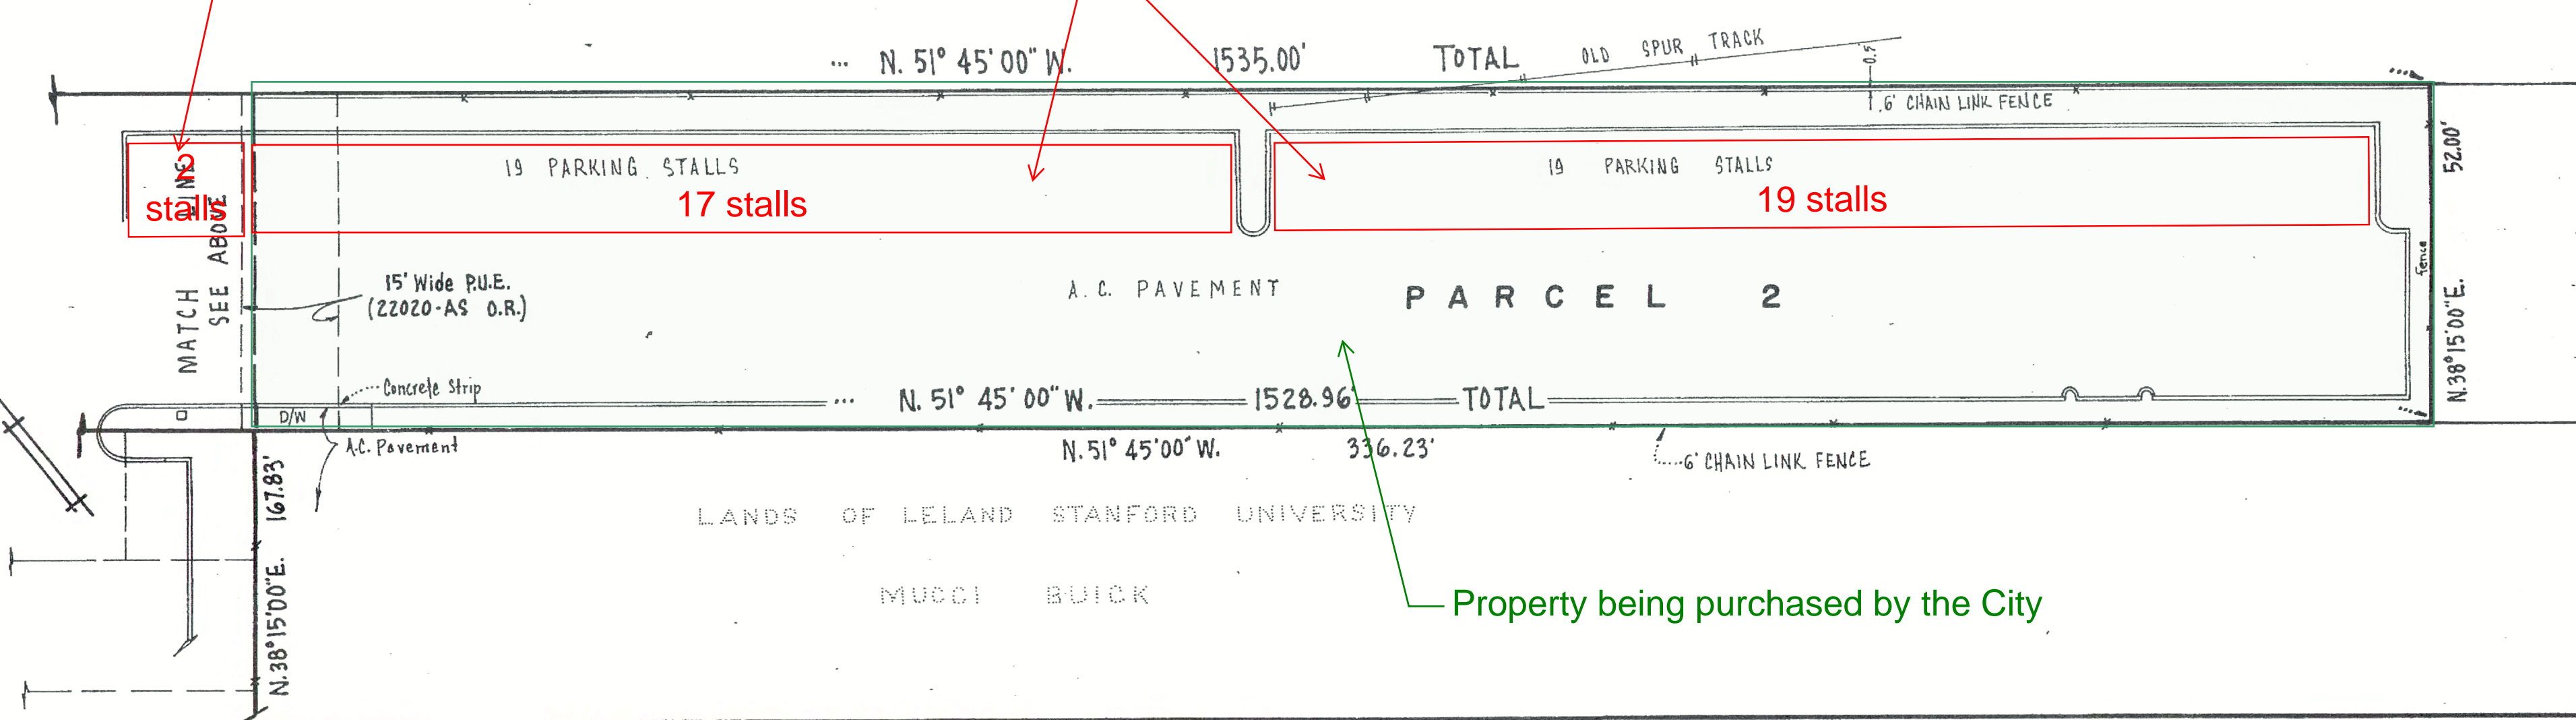 ... N. 51° 45' 00" W. 1535.00' TOTAL
OLD SPUR TRACK
0.5'
6' CHAIN LINK FENCE
52.00'
19 PARKING STALLS
19 PARKING STALLS
2
stalls
17 stalls
19 stalls
MATCH LINE
SEE ABOVE
15' Wide P.U.E.
(22020-AS O.R.)
A.C. PAVEMENT
PARCEL 2
Fence
N.38°15'00"E.
Concrete Strip
... N. 51° 45' 00" W. 1528.96' TOTAL
D/W
A.C. Pavement
N. 51° 45' 00" W. 336.23'
6' CHAIN LINK FENCE
N.38°15'00"E. 167.83'
LANDS OF LELAND STANFORD UNIVERSITY
MUCCI BUICK
Property being purchased by the City